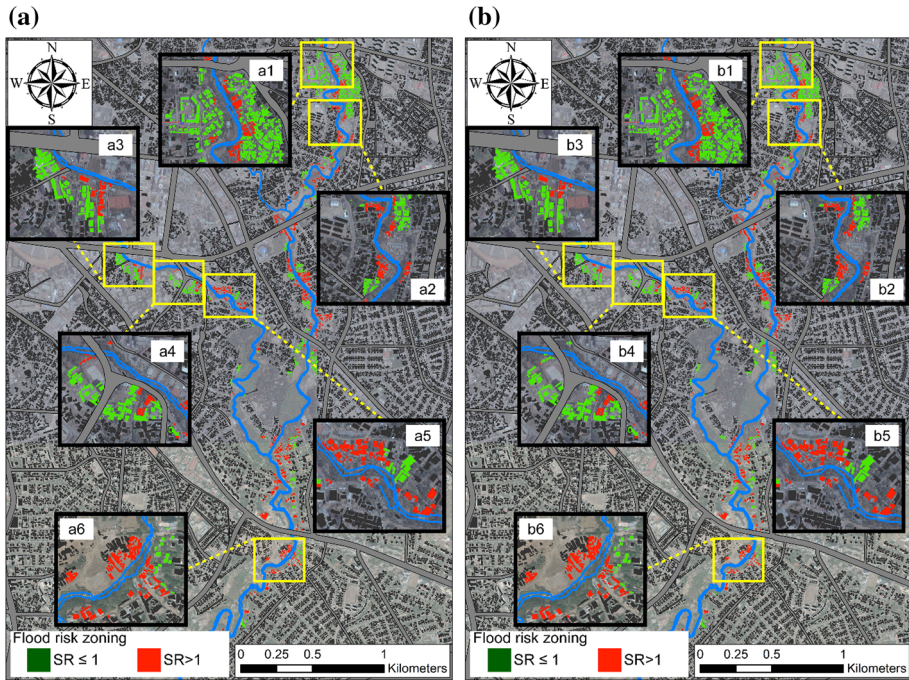 (a)
N
W E
S
a1
a3
a2
a4
a5
a6
Flood risk zoning
SR ≤ 1 SR>1
0 0.25 0.5 1
Kilometers
(b)
N
W E
S
b1
b3
b2
b4
b5
b6
Flood risk zoning
SR ≤ 1 SR>1
0 0.25 0.5 1
Kilometers